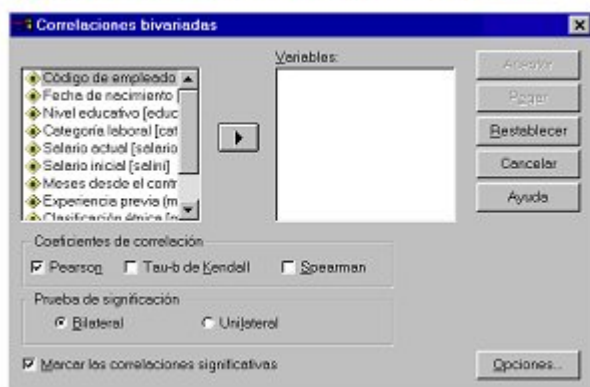 Correlaciones bivariadas
Variables:
Código de empleado
Fecha de nacimiento [
Nivel educativo [educ
Categoría laboral [cat
Salario actual [salario
Salario inicial [salini]
Meses desde el contr
Experiencia previa (m
Clasificación étnica [m
Aceptar
Pegar
Restablecer
Cancelar
Ayuda
Coeficientes de correlación
Pearson Tau-b de Kendall Spearman
Prueba de significación
Bilateral Unilateral
Marcar las correlaciones significativas
Opciones...